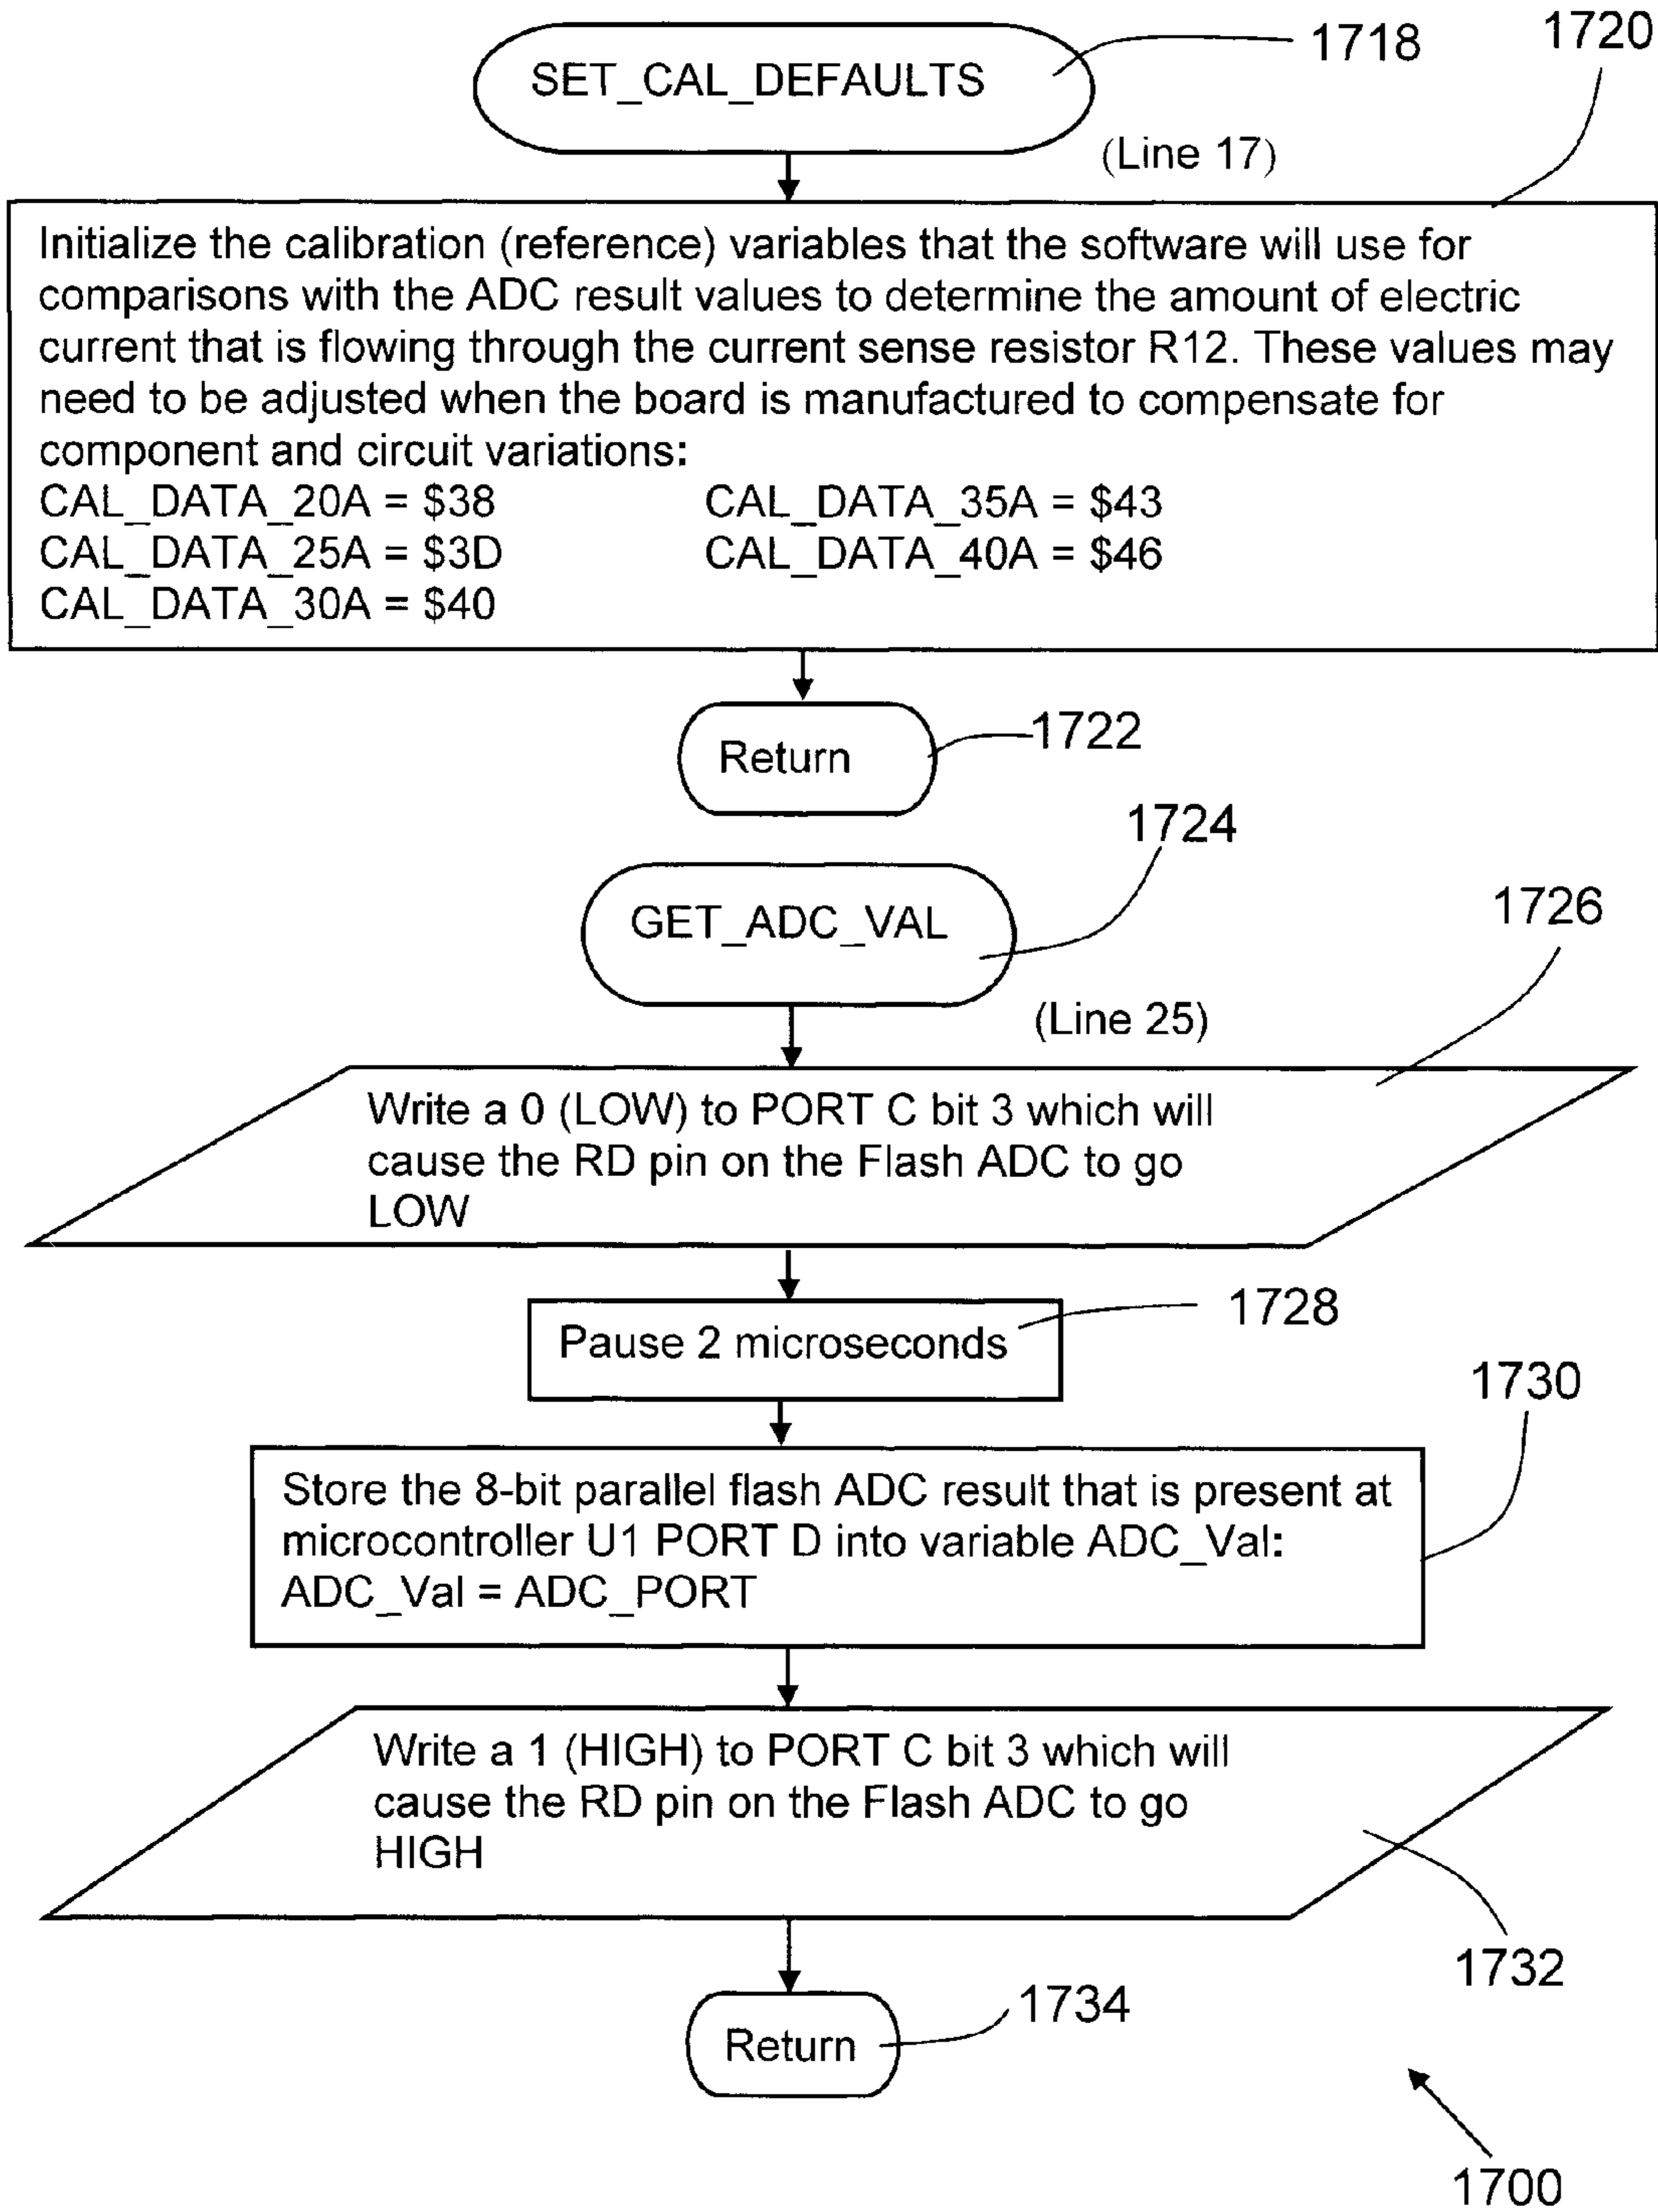 SET_CAL_DEFAULTS
1718
1720
(Line 17)
Initialize the calibration (reference) variables that the software will use for
comparisons with the ADC result values to determine the amount of electric
current that is flowing through the current sense resistor R12. These values may
need to be adjusted when the board is manufactured to compensate for
component and circuit variations:
CAL_DATA_20A = $38 CAL_DATA_35A = $43
CAL_DATA_25A = $3D CAL_DATA_40A = $46
CAL_DATA_30A = $40
Return
1722
1724
GET_ADC_VAL
1726
(Line 25)
Write a 0 (LOW) to PORT C bit 3 which will
cause the RD pin on the Flash ADC to go
LOW
Pause 2 microseconds
1728
1730
Store the 8-bit parallel flash ADC result that is present at
microcontroller U1 PORT D into variable ADC_Val:
ADC_Val = ADC_PORT
Write a 1 (HIGH) to PORT C bit 3 which will
cause the RD pin on the Flash ADC to go
HIGH
1732
Return
1734
1700